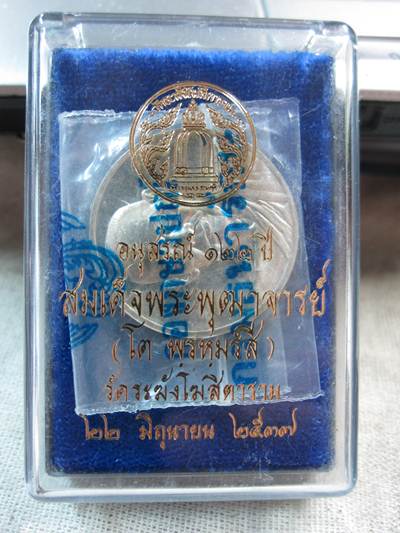 อนุสรณ์ ๑๒๒ ปี
สมเด็จพระพุฒาจารย์
(โต พรหฺมรํสี)
วัดระฆังโฆสิตาราม
๒๒ มิถุนายน ๒๕๓๗